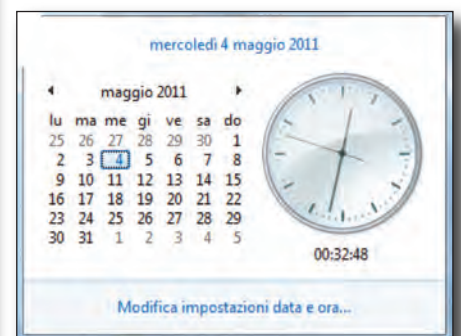 mercoledì 4 maggio 2011
maggio 2011
lu ma me gi ve sa do
25 26 27 28 29 30 1
2 3 4 5 6 7 8
9 10 11 12 13 14 15
16 17 18 19 20 21 22
23 24 25 26 27 28 29
30 31 1 2 3 4 5
00:32:48
Modifica impostazioni data e ora...